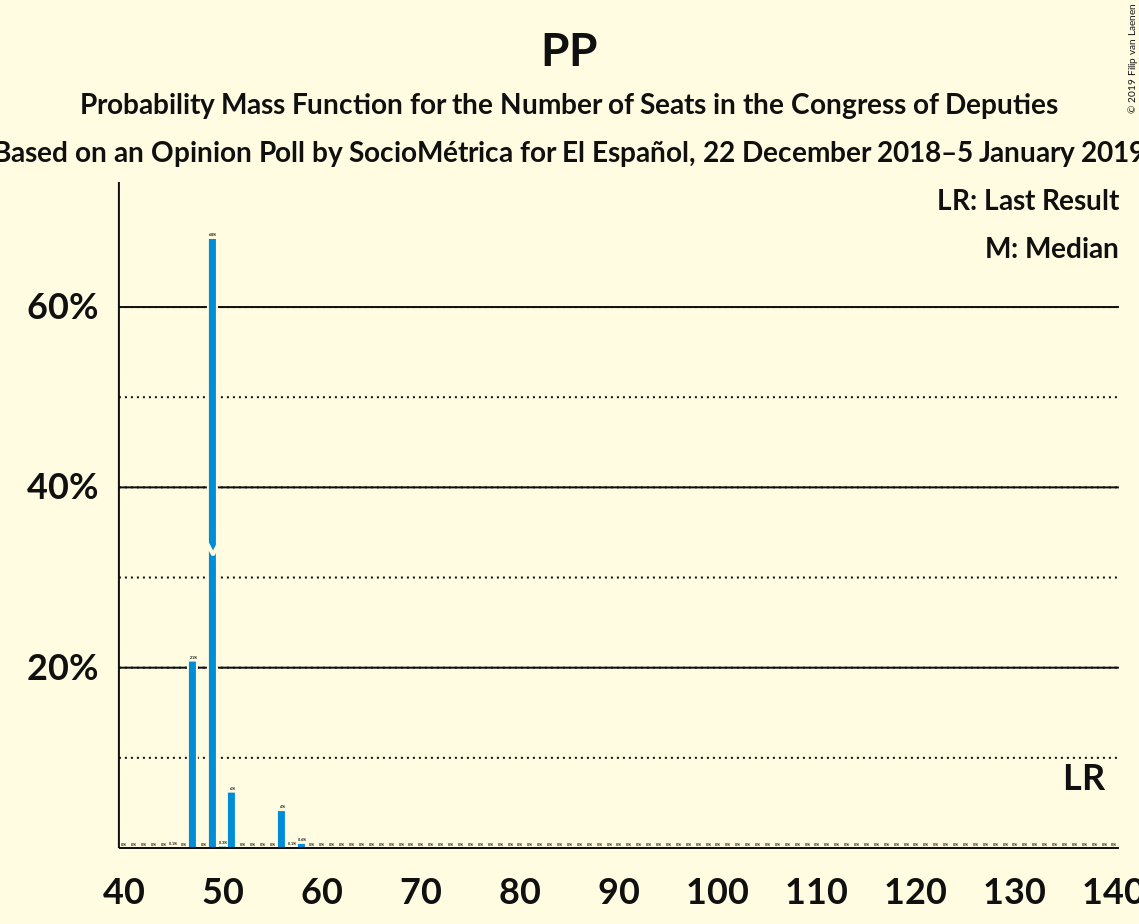 PP
Probability Mass Function for the Number of Seats in the Congress of Deputies
Based on an Opinion Poll by SocioMétrica for El Español, 22 December 2018–5 January 2019
© 2019 Filip van Laenen
LR: Last Result
M: Median
60%
40%
20%
LR
40 50 60 70 80 90 100 110 120 130 140